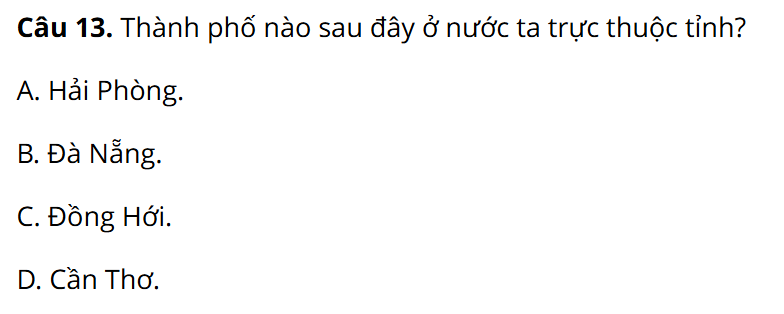 Câu 13. Thành phố nào sau đây ở nước ta trực thuộc tỉnh?
A. Hải Phòng.
B. Đà Nẵng.
C. Đồng Hới.
D. Cần Thơ.